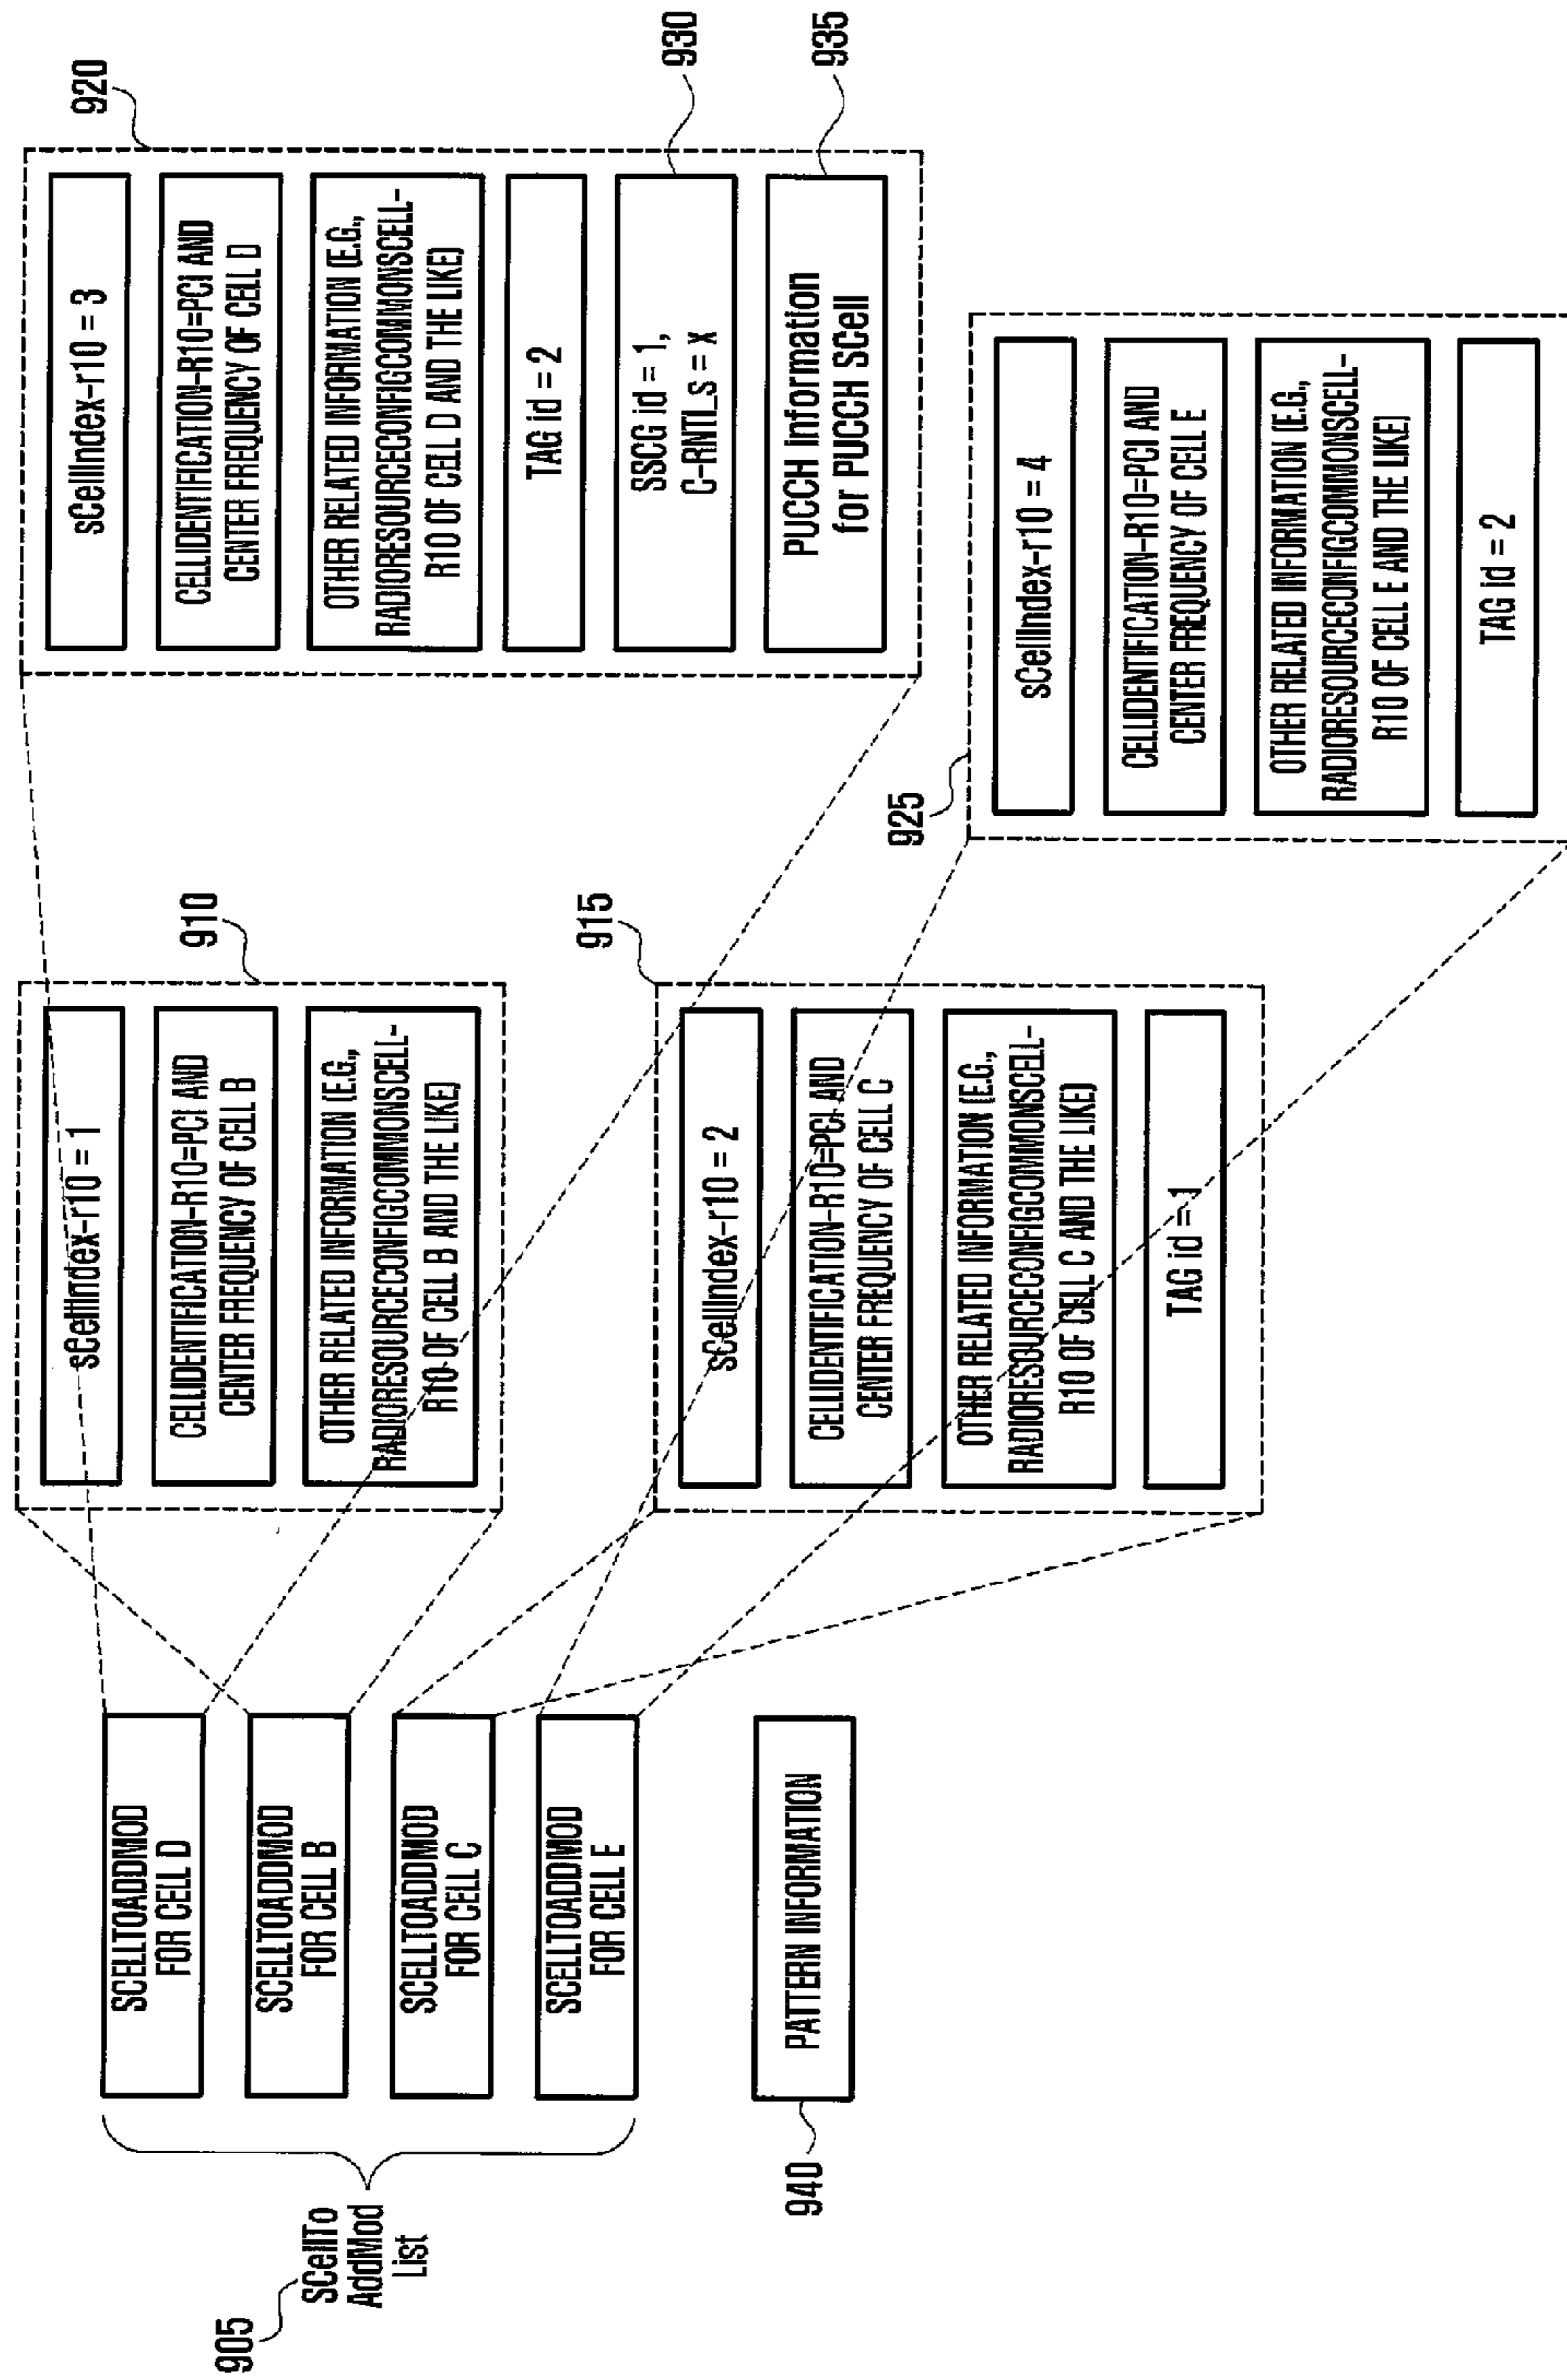 905
SCellTo
AddMod
List
SCELLTOADDMOD
FOR CELL D
SCELLTOADDMOD
FOR CELL B
SCELLTOADDMOD
FOR CELL C
SCELLTOADDMOD
FOR CELL E
940
PATTERN INFORMATION
910
sCellIndex-r10 = 1
CELLIDENTIFICATION-R10=PCI AND
CENTER FREQUENCY OF CELL B
OTHER RELATED INFORMATION (E.G.,
RADIORESOURCECONFIGCOMMONSCELL-
R10 OF CELL B AND THE LIKE)
915
sCellIndex-r10 = 2
CELLIDENTIFICATION-R10=PCI AND
CENTER FREQUENCY OF CELL C
OTHER RELATED INFORMATION (E.G.,
RADIORESOURCECONFIGCOMMONSCELL-
R10 OF CELL C AND THE LIKE)
TAG id = 1
920
sCellIndex-r10 = 3
CELLIDENTIFICATION-R10=PCI AND
CENTER FREQUENCY OF CELL D
OTHER RELATED INFORMATION (E.G.,
RADIORESOURCECONFIGCOMMONSCELL-
R10 OF CELL D AND THE LIKE)
TAG id = 2
SSCG id = 1,
C-RNTI_s = x
930
PUCCH information
for PUCCH SCell
935
925
sCellIndex-r10 = 4
CELLIDENTIFICATION-R10=PCI AND
CENTER FREQUENCY OF CELL E
OTHER RELATED INFORMATION (E.G.,
RADIORESOURCECONFIGCOMMONSCELL-
R10 OF CELL E AND THE LIKE)
TAG id = 2